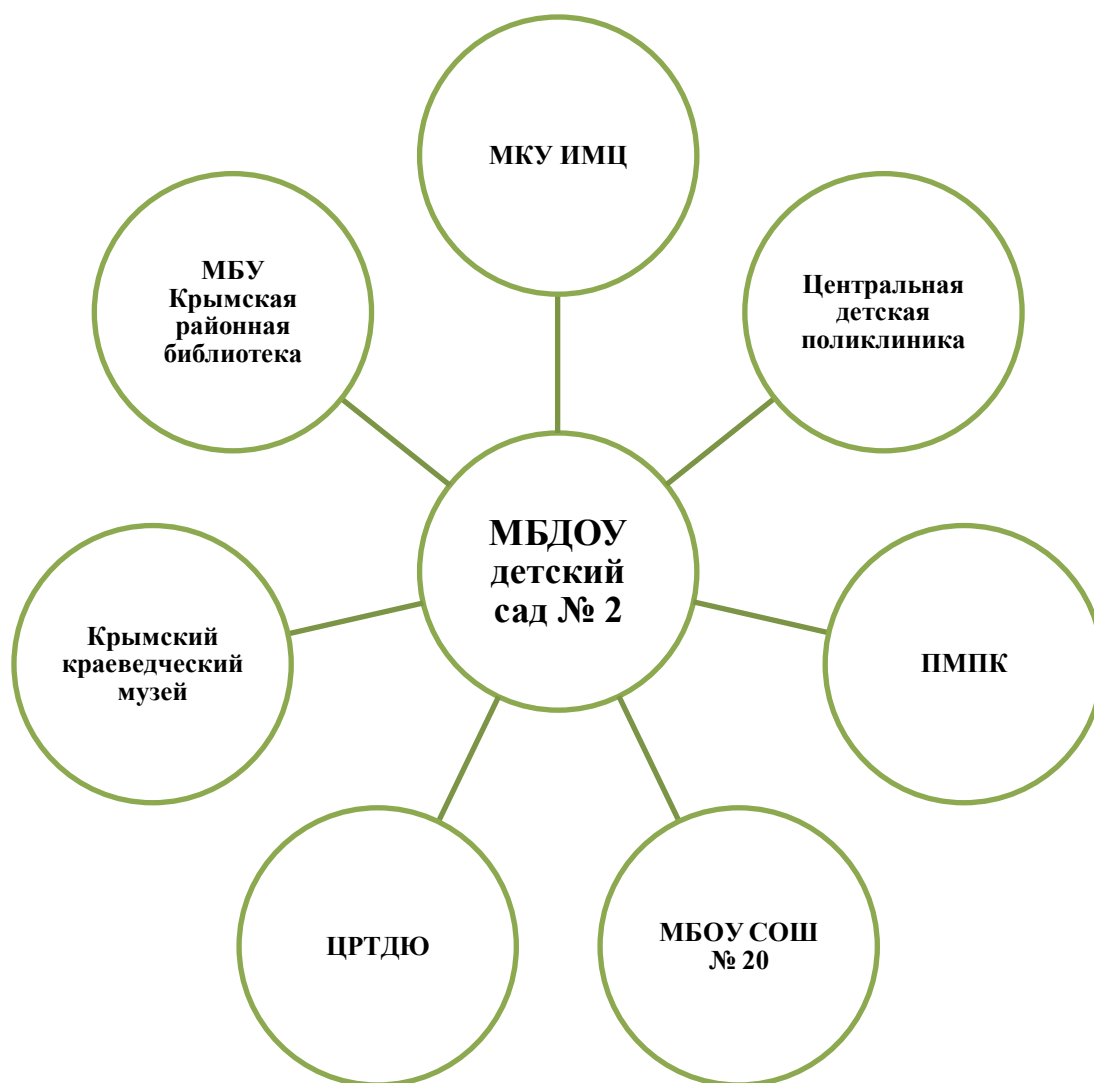 МКУ ИМЦ
МБУ
Крымская
районная
библиотека
Центральная
детская
поликлиника
МБДОУ
детский
сад № 2
Крымский
краеведческий
музей
ПМПК
ЦРТДЮ
МБОУ СОШ
№ 20